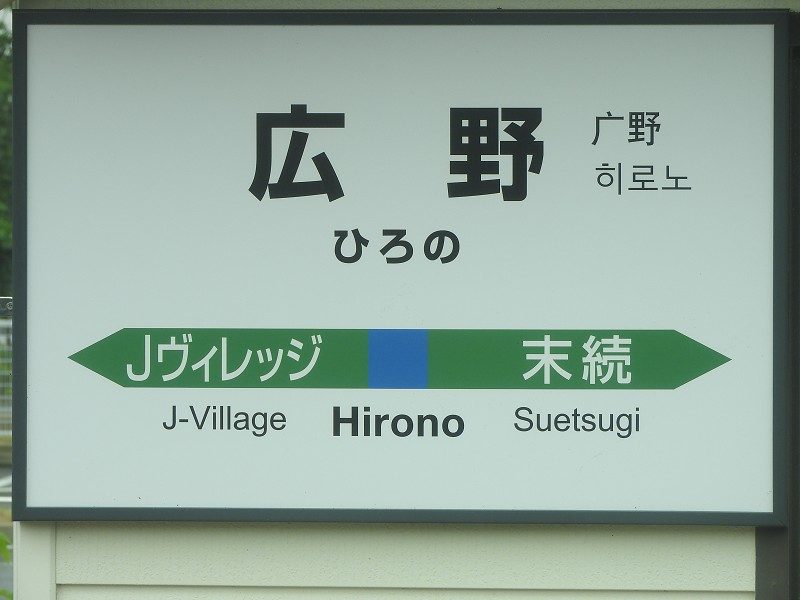 広野
广野
히로노
ひろの
Jヴィレッジ 末続
J-Village Hirono Suetsugi